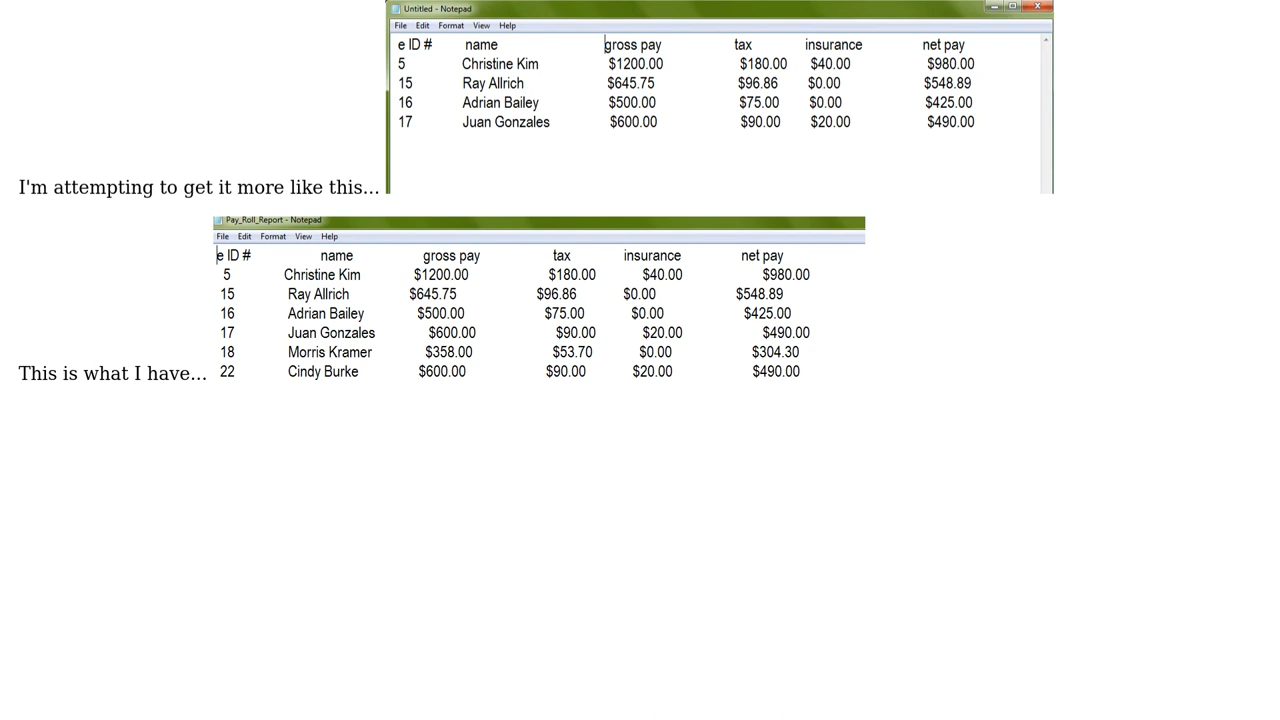 Untitled - Notepad
File Edit Format View Help
e ID # name gross pay tax insurance net pay
5 Christine Kim $1200.00 $180.00 $40.00 $980.00
15 Ray Allrich $645.75 $96.86 $0.00 $548.89
16 Adrian Bailey $500.00 $75.00 $0.00 $425.00
17 Juan Gonzales $600.00 $90.00 $20.00 $490.00
I'm attempting to get it more like this...
Pay_Roll_Report - Notepad
File Edit Format View Help
e ID # name gross pay tax insurance net pay
5 Christine Kim $1200.00 $180.00 $40.00 $980.00
15 Ray Allrich $645.75 $96.86 $0.00 $548.89
16 Adrian Bailey $500.00 $75.00 $0.00 $425.00
17 Juan Gonzales $600.00 $90.00 $20.00 $490.00
18 Morris Kramer $358.00 $53.70 $0.00 $304.30
22 Cindy Burke $600.00 $90.00 $20.00 $490.00
This is what I have...